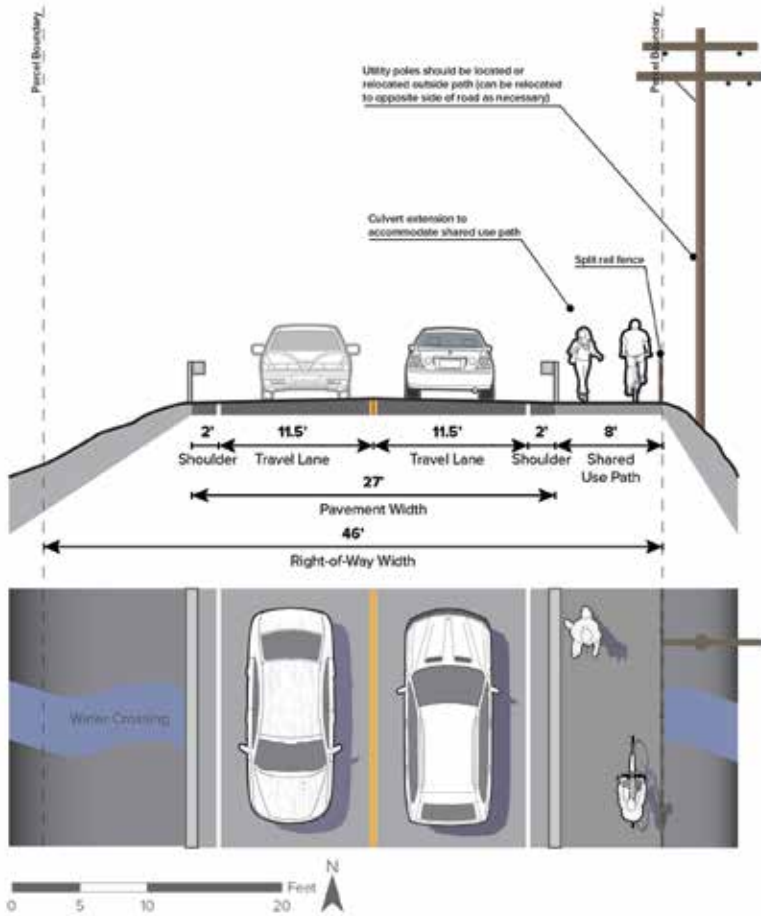 Parcel Boundary
Parcel Boundary
Utility poles should be located or
relocated outside path (can be relocated
to opposite side of road as necessary)
Culvert extension to
accommodate shared use path
Split rail fence
2' 11.5' 11.5' 2' 8'
Shoulder Travel Lane Travel Lane Shoulder Shared
Use Path
27'
Pavement Width
46'
Right-of-Way Width
Water Crossing
N
Feet
0 5 10 20